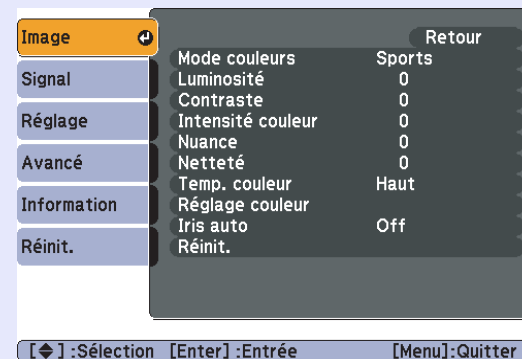 Image
Signal
Réglage
Avancé
Information
Réinit.
Retour
Mode couleurs Sports
Luminosité 0
Contraste 0
Intensité couleur 0
Nuance 0
Netteté 0
Temp. couleur Haut
Réglage couleur
Iris auto Off
Réinit.
[◆] :Sélection [Enter] :Entrée [Menu]:Quitter